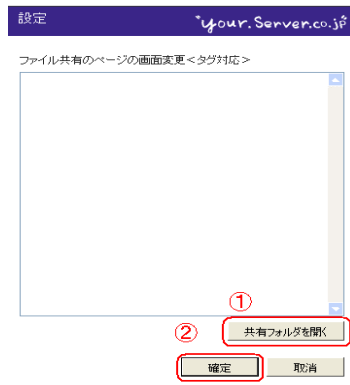 設定
your.Server.co.jp
ファイル共有のページの画面変更＜タグ対応＞
①
共有フォルダを開く
②
確定 取消